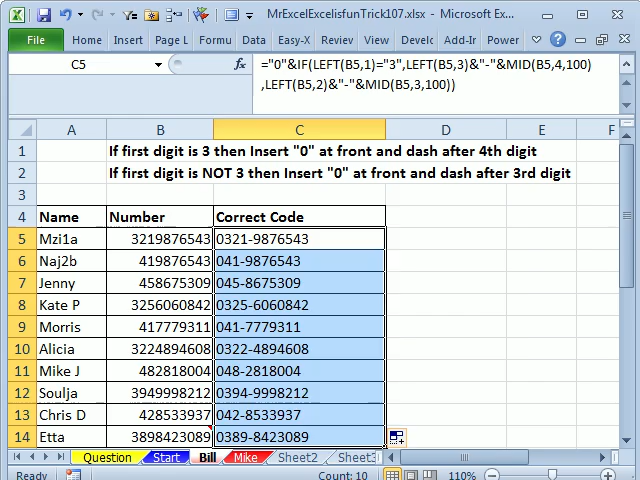 MrExcelExcelisfunTrick107.xlsx - Microsoft Ex...
File Home Insert Page L Formu Data Easy-X Reviev View Develc Add-Ir Power
C5 fx ="0"&IF(LEFT(B5,1)="3",LEFT(B5,3)&"-"&MID(B5,4,100)
,LEFT(B5,2)&"-"&MID(B5,3,100))
A B C D E F
1 If first digit is 3 then Insert "0" at front and dash after 4th digit
2 If first digit is NOT 3 then Insert "0" at front and dash after 3rd digit
3
4 Name Number Correct Code
5 Mzi1a 3219876543 0321-9876543
6 Naj2b 419876543 041-9876543
7 Jenny 458675309 045-8675309
8 Kate P 3256060842 0325-6060842
9 Morris 417779311 041-7779311
10 Alicia 3224894608 0322-4894608
11 Mike J 482818004 048-2818004
12 Soulja 3949998212 0394-9998212
13 Chris D 428533937 042-8533937
14 Etta 3898423089 0389-8423089
Question Start Bill Mike Sheet2 Sheet3
Ready Count: 10 110%